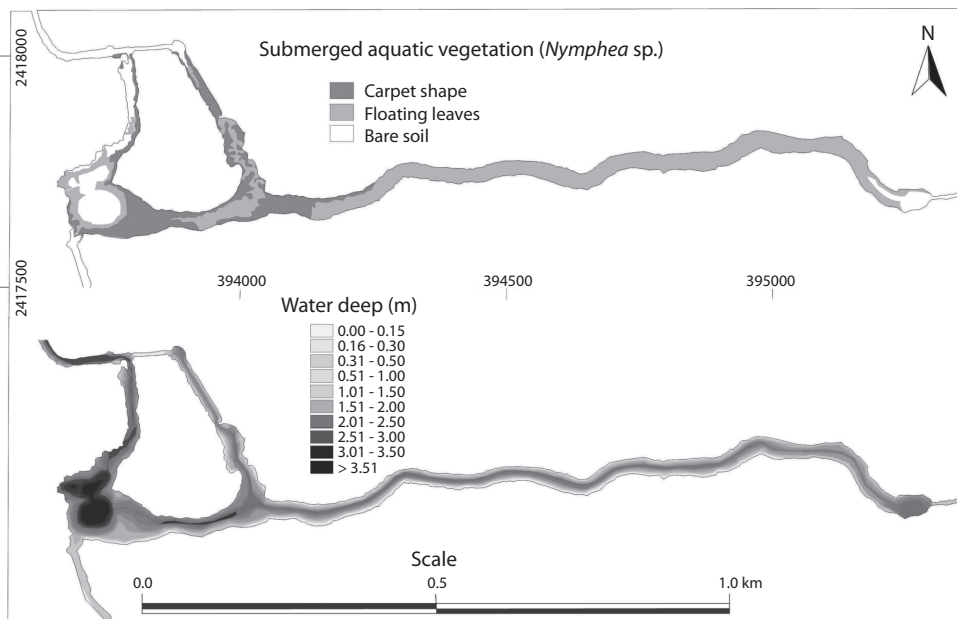 Submerged aquatic vegetation (Nymphea sp.)
N
Carpet shape
Floating leaves
Bare soil
2418000
2417500
394000
394500
395000
Water deep (m)
0.00 - 0.15
0.16 - 0.30
0.31 - 0.50
0.51 - 1.00
1.01 - 1.50
1.51 - 2.00
2.01 - 2.50
2.51 - 3.00
3.01 - 3.50
> 3.51
Scale
0.0
0.5
1.0 km